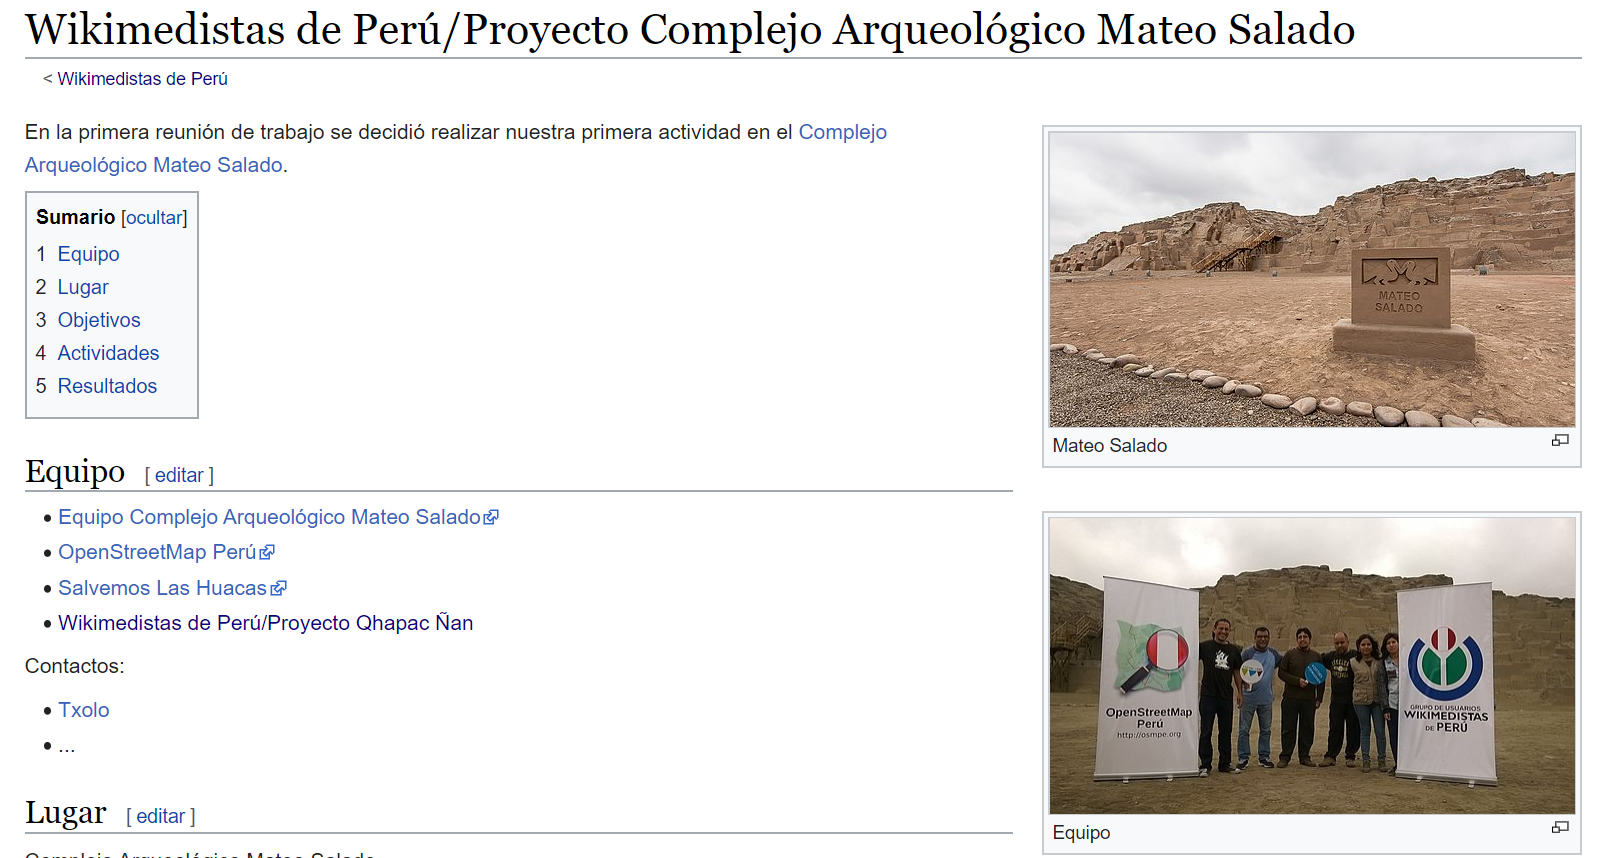 Wikimedistas de Perú/Proyecto Complejo Arqueológico Mateo Salado
< Wikimedistas de Perú
En la primera reunión de trabajo se decidió realizar nuestra primera actividad en el Complejo
Arqueológico Mateo Salado.
Sumario [ocultar]
1 Equipo
2 Lugar
3 Objetivos
4 Actividades
5 Resultados
Equipo [ editar ]
• Equipo Complejo Arqueológico Mateo Salado
• OpenStreetMap Perú
• Salvemos Las Huacas
• Wikimedistas de Perú/Proyecto Qhapac Ñan
Contactos:
• Txolo
• ...
Lugar [ editar ]
Complejo Arqueológico Mateo Salado
MATEO
SALADO
Mateo Salado
OpenStreetMap
Perú
http://osmpe.org
GRUPO DE USUARIOS
WIKIMEDISTAS
DE PERÚ
Equipo